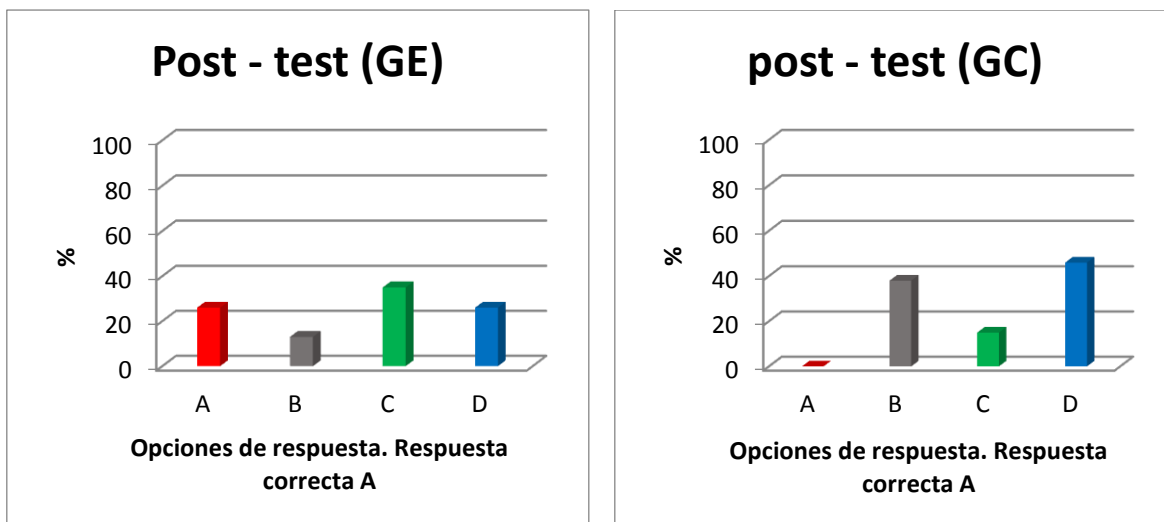 Post - test (GE)
100
80
60
40
20
0
%
A B C D
Opciones de respuesta. Respuesta
correcta A
post - test (GC)
100
80
60
40
20
0
%
A B C D
Opciones de respuesta. Respuesta
correcta A